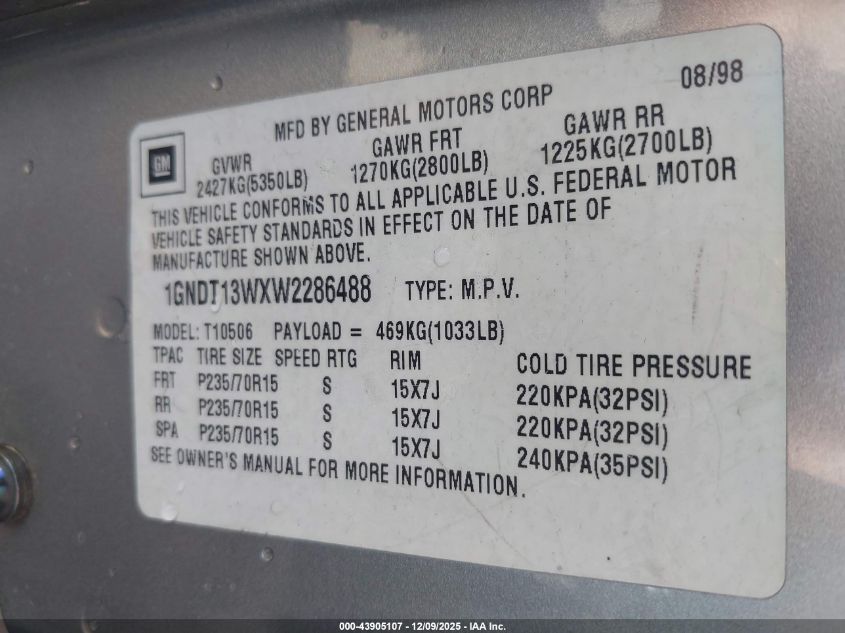 08/98
MFD BY GENERAL MOTORS CORP
GM
GVWR GAWR FRT GAWR RR
2427KG(5350LB) 1270KG(2800LB) 1225KG(2700LB)
THIS VEHICLE CONFORMS TO ALL APPLICABLE U.S. FEDERAL MOTOR
VEHICLE SAFETY STANDARDS IN EFFECT ON THE DATE OF
MANUFACTURE SHOWN ABOVE.
1GNDT13WXW2286488 TYPE: M.P.V.
MODEL: T10506 PAYLOAD = 469KG(1033LB)
TPAC TIRE SIZE SPEED RTG RIM COLD TIRE PRESSURE
FRT P235/70R15 S 15X7J 220KPA(32PSI)
RR P235/70R15 S 15X7J 220KPA(32PSI)
SPA P235/70R15 S 15X7J 240KPA(35PSI)
SEE OWNER'S MANUAL FOR MORE INFORMATION.
000-43905107 - 12/09/2025 - IAA Inc.